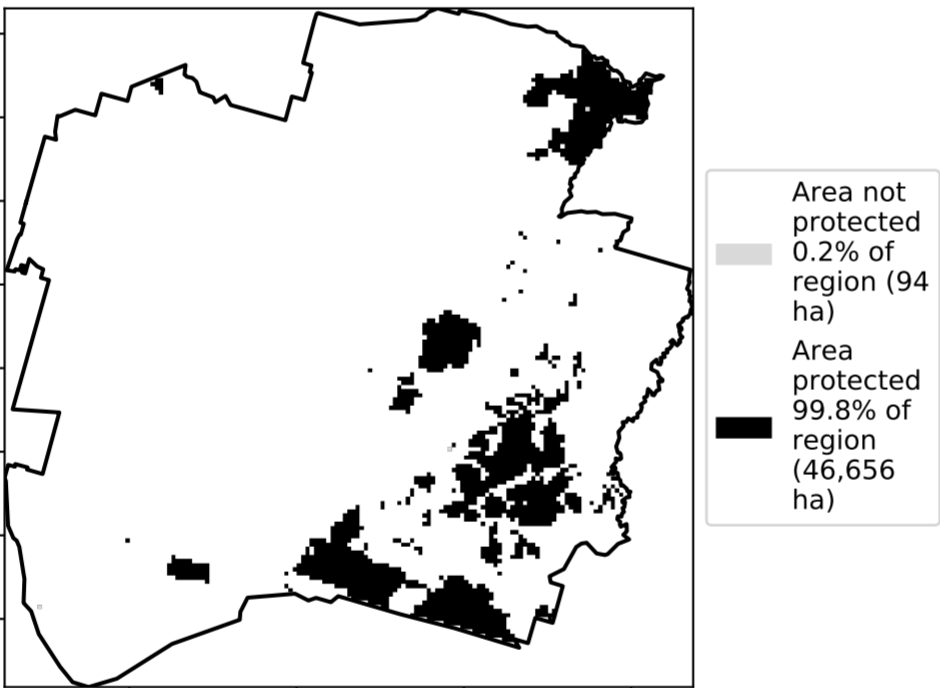 Area not
protected
0.2% of
region (94
ha)
Area
protected
99.8% of
region
(46,656
ha)